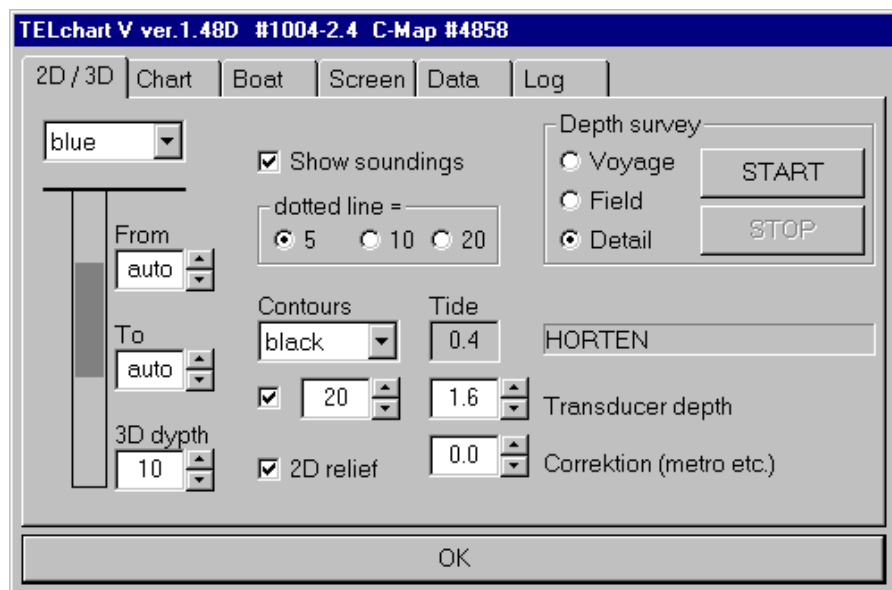 TELchart V ver.1.48D #1004-2.4 C-Map #4858
2D / 3D Chart Boat Screen Data Log
blue
From
auto
To
auto
3D dypth
10
Show soundings
dotted line =
5 10 20
Contours
black
20
2D relief
Tide
0.4
1.6
0.0
Depth survey
Voyage
Field
Detail
START
STOP
HORTEN
Transducer depth
Correktion (metro etc.)
OK